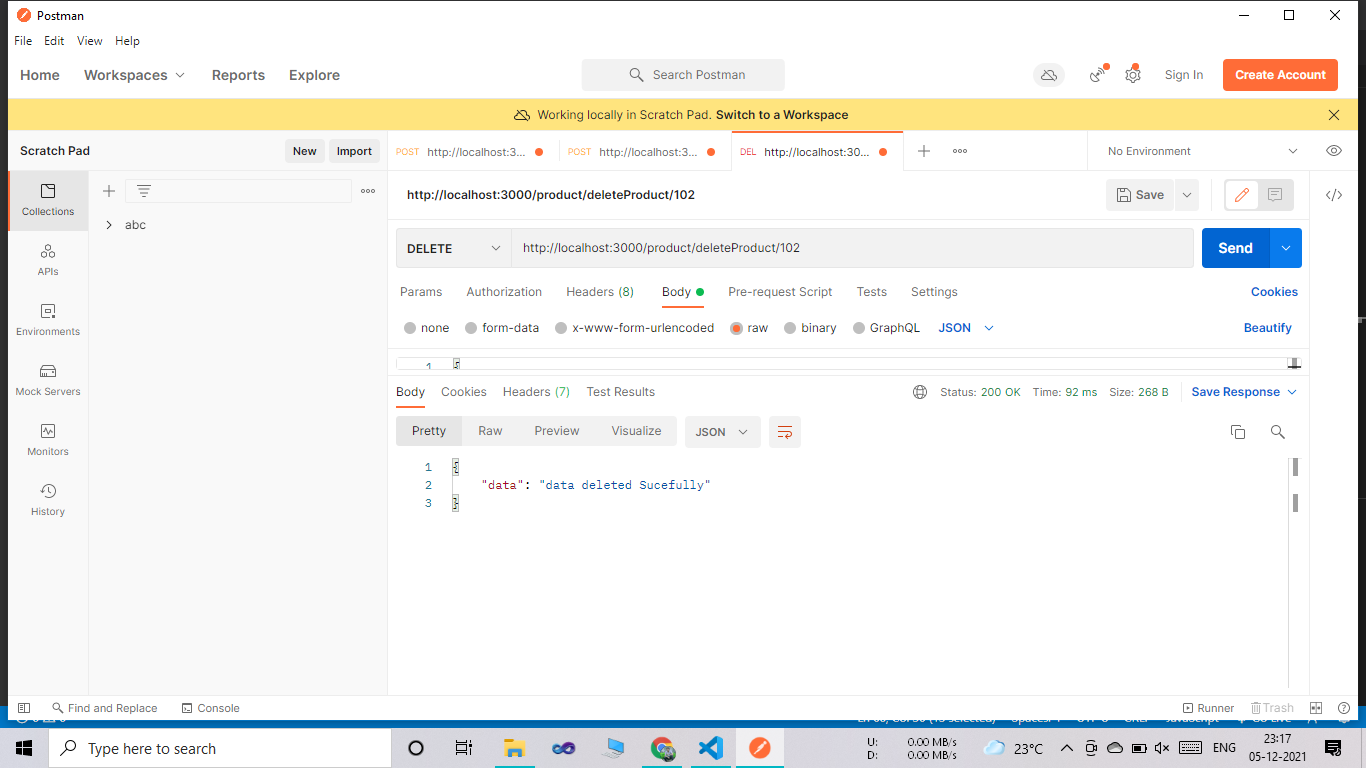 Postman
File Edit View Help
Home Workspaces Reports Explore Search Postman Sign In Create Account
Working locally in Scratch Pad. Switch to a Workspace
Scratch Pad New Import
POST http://localhost:3... POST http://localhost:3... DEL http://localhost:30... No Environment
Collections
APIs
Environments
Mock Servers
Monitors
History
abc
http://localhost:3000/product/deleteProduct/102 Save
DELETE http://localhost:3000/product/deleteProduct/102 Send
Params Authorization Headers (8) Body Pre-request Script Tests Settings Cookies
none form-data x-www-form-urlencoded raw binary GraphQL JSON Beautify
1 {
Body Cookies Headers (7) Test Results Status: 200 OK Time: 92 ms Size: 268 B Save Response
Pretty Raw Preview Visualize JSON
1 {
2 "data": "data deleted Sucefully"
3 }
Find and Replace Console Runner Trash
Type here to search
U: 0.00 MB/s
D: 0.00 MB/s
23°C ENG
23:17
05-12-2021